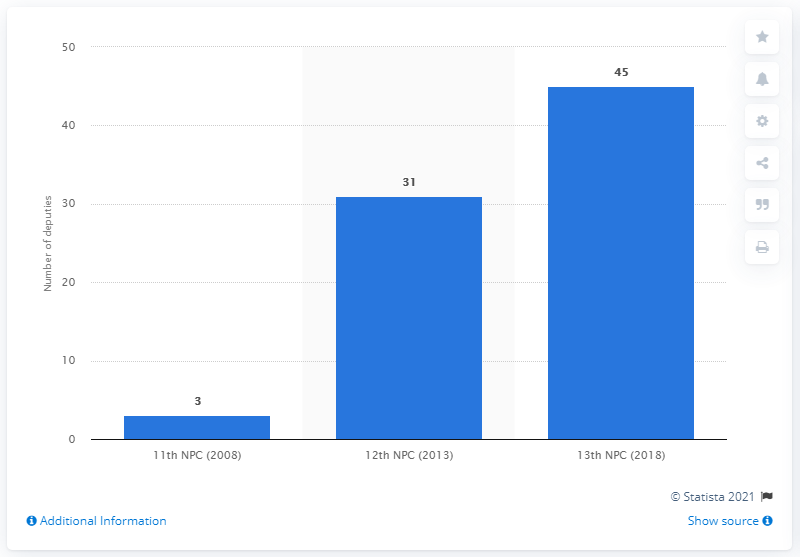 50
45
40
31
30
Number of deputies
20
10
3
0
11th NPC (2008)
12th NPC (2013)
13th NPC (2018)
© Statista 2021
Additional Information
Show source